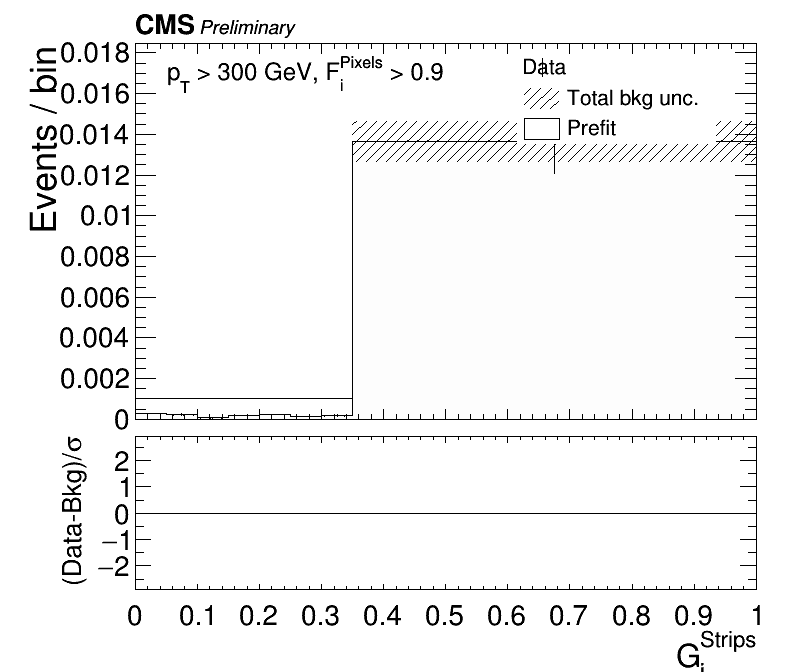 CMS Preliminary
Events / bin
0.018
0.016
0.014
0.012
0.01
0.008
0.006
0.004
0.002
0
p_T > 300 GeV, F_i^Pixels > 0.9
Data
Total bkg unc.
Prefit
(Data-Bkg)/σ
2
1
0
−1
−2
0 0.1 0.2 0.3 0.4 0.5 0.6 0.7 0.8 0.9 1
G_i^Strips